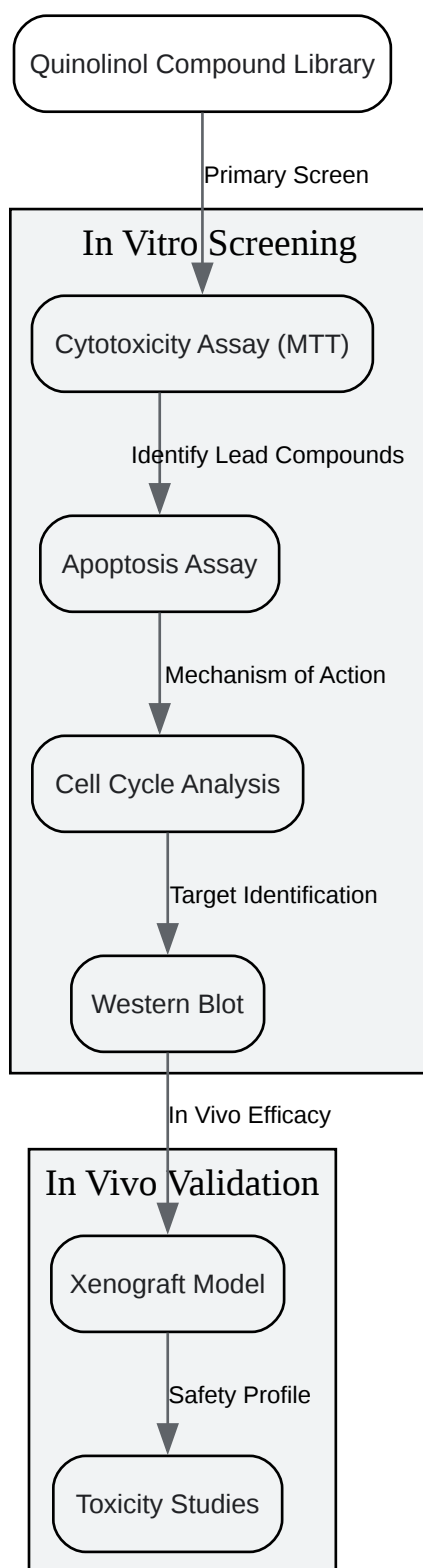 Quinolinol Compound Library
Primary Screen
In Vitro Screening
Cytotoxicity Assay (MTT)
Identify Lead Compounds
Apoptosis Assay
Mechanism of Action
Cell Cycle Analysis
Target Identification
Western Blot
In Vivo Efficacy
In Vivo Validation
Xenograft Model
Safety Profile
Toxicity Studies